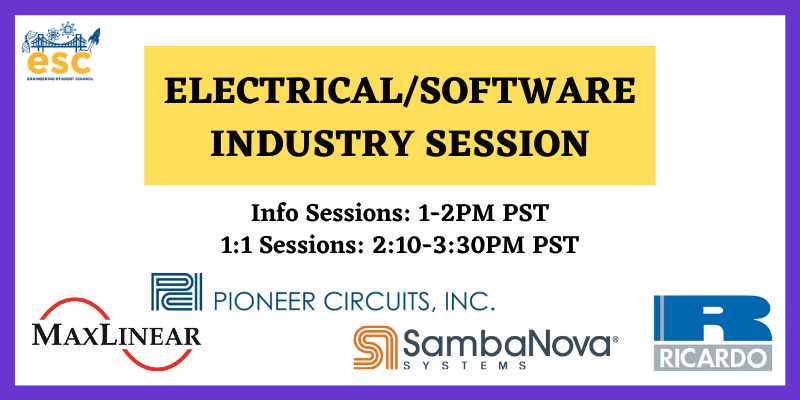 esc
ENGINEERING STUDENT COUNCIL
ELECTRICAL/SOFTWARE
INDUSTRY SESSION
Info Sessions: 1-2PM PST
1:1 Sessions: 2:10-3:30PM PST
PIONEER CIRCUITS, INC.
MAXLINEAR
SambaNova®
SYSTEMS
R
RICARDO